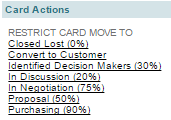 Card Actions
RESTRICT CARD MOVE TO
Closed Lost (0%)
Convert to Customer
Identified Decision Makers (30%)
In Discussion (20%)
In Negotiation (75%)
Proposal (50%)
Purchasing (90%)